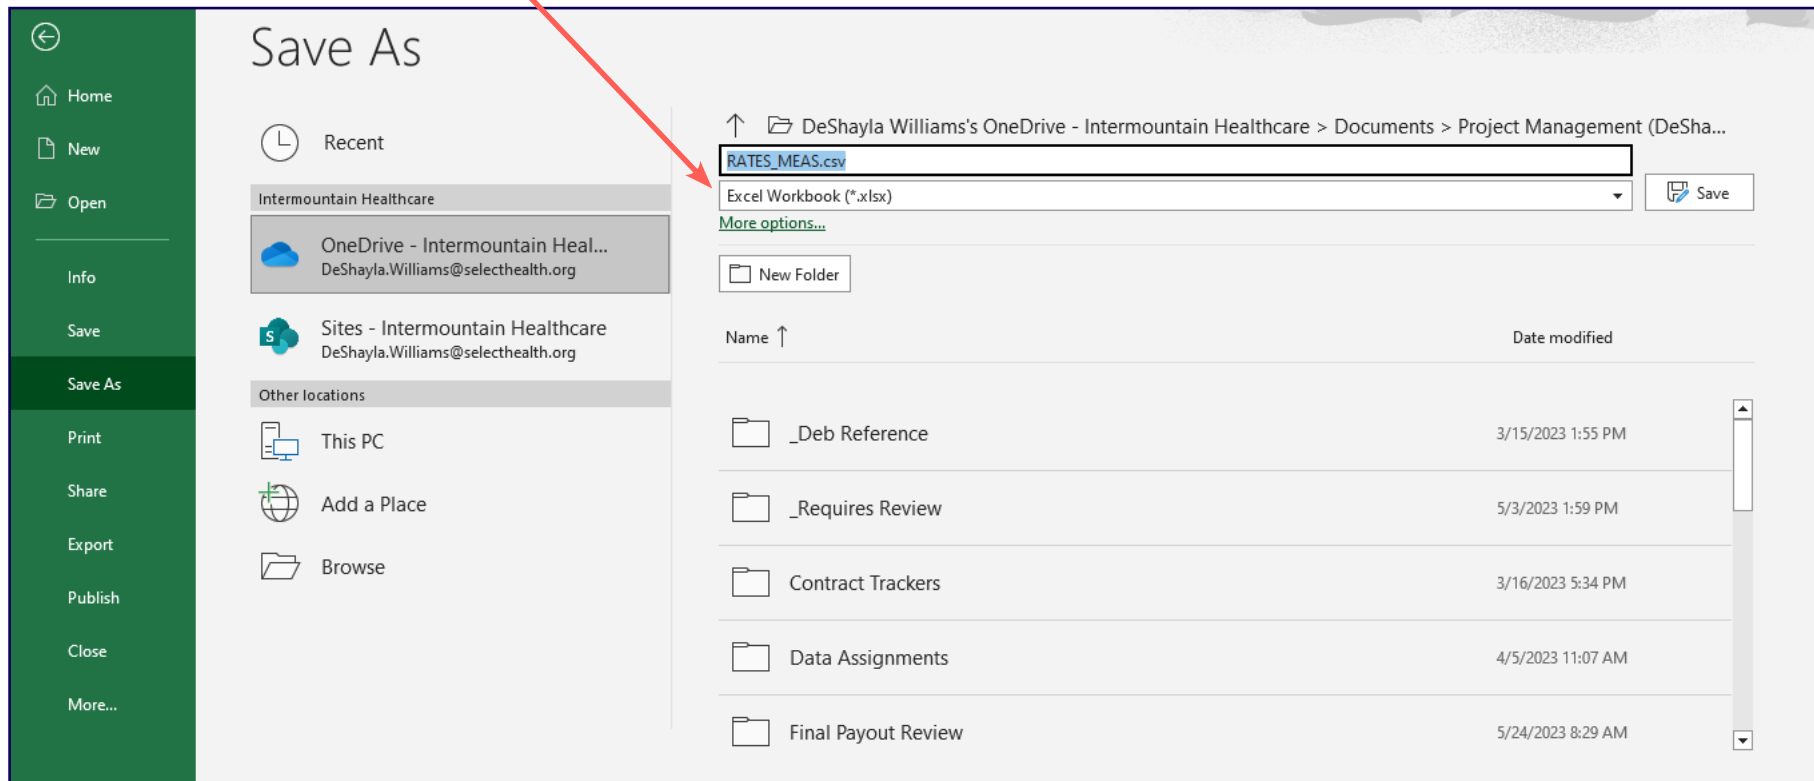 Save As
Home
New
Open
Info
Save
Save As
Print
Share
Export
Publish
Close
More...
Recent
Intermountain Healthcare
OneDrive - Intermountain Heal...
DeShayla.Williams@selecthealth.org
Sites - Intermountain Healthcare
DeShayla.Williams@selecthealth.org
Other locations
This PC
Add a Place
Browse
DeShayla Williams's OneDrive - Intermountain Healthcare > Documents > Project Management (DeSha...
RATES_MEAS.csv
Excel Workbook (*.xlsx)
Save
More options...
New Folder
Name ↑ Date modified
_Deb Reference 3/15/2023 1:55 PM
_Requires Review 5/3/2023 1:59 PM
Contract Trackers 3/16/2023 5:34 PM
Data Assignments 4/5/2023 11:07 AM
Final Payout Review 5/24/2023 8:29 AM